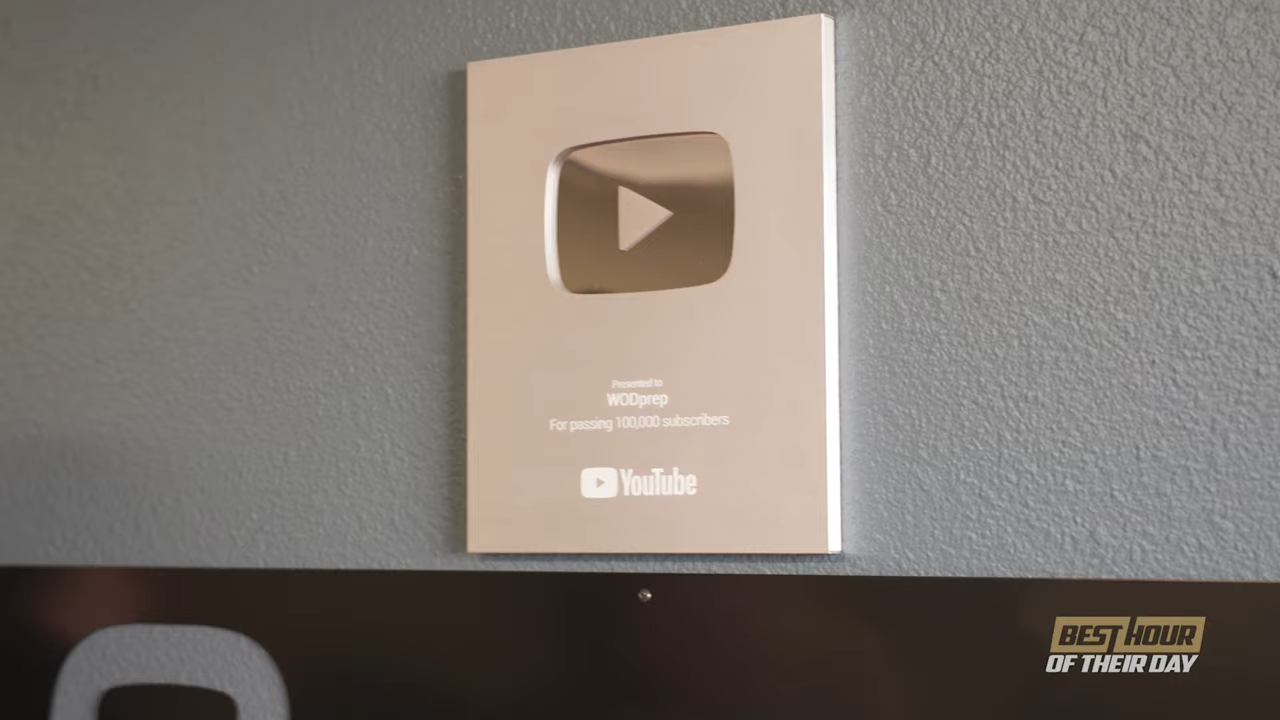 Presented to
WODprep
For passing 100,000 subscribers
YouTube
BEST HOUR
OF THEIR DAY